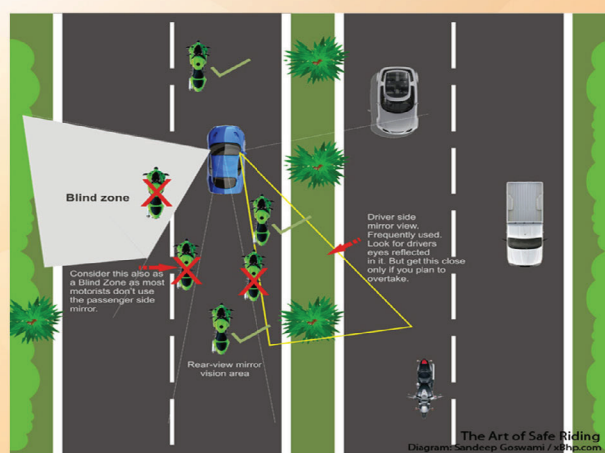 Blind zone
Driver side
mirror view.
Frequently used.
Look for drivers
eyes reflected
in it. But get this close
only if you plan to
overtake.
Consider this also as
a Blind Zone as most
motorists don't use
the passenger side
mirror.
Rear-view mirror
vision area
The Art of Safe Riding
Diagram: Sandeep Goswami / xBhp.com